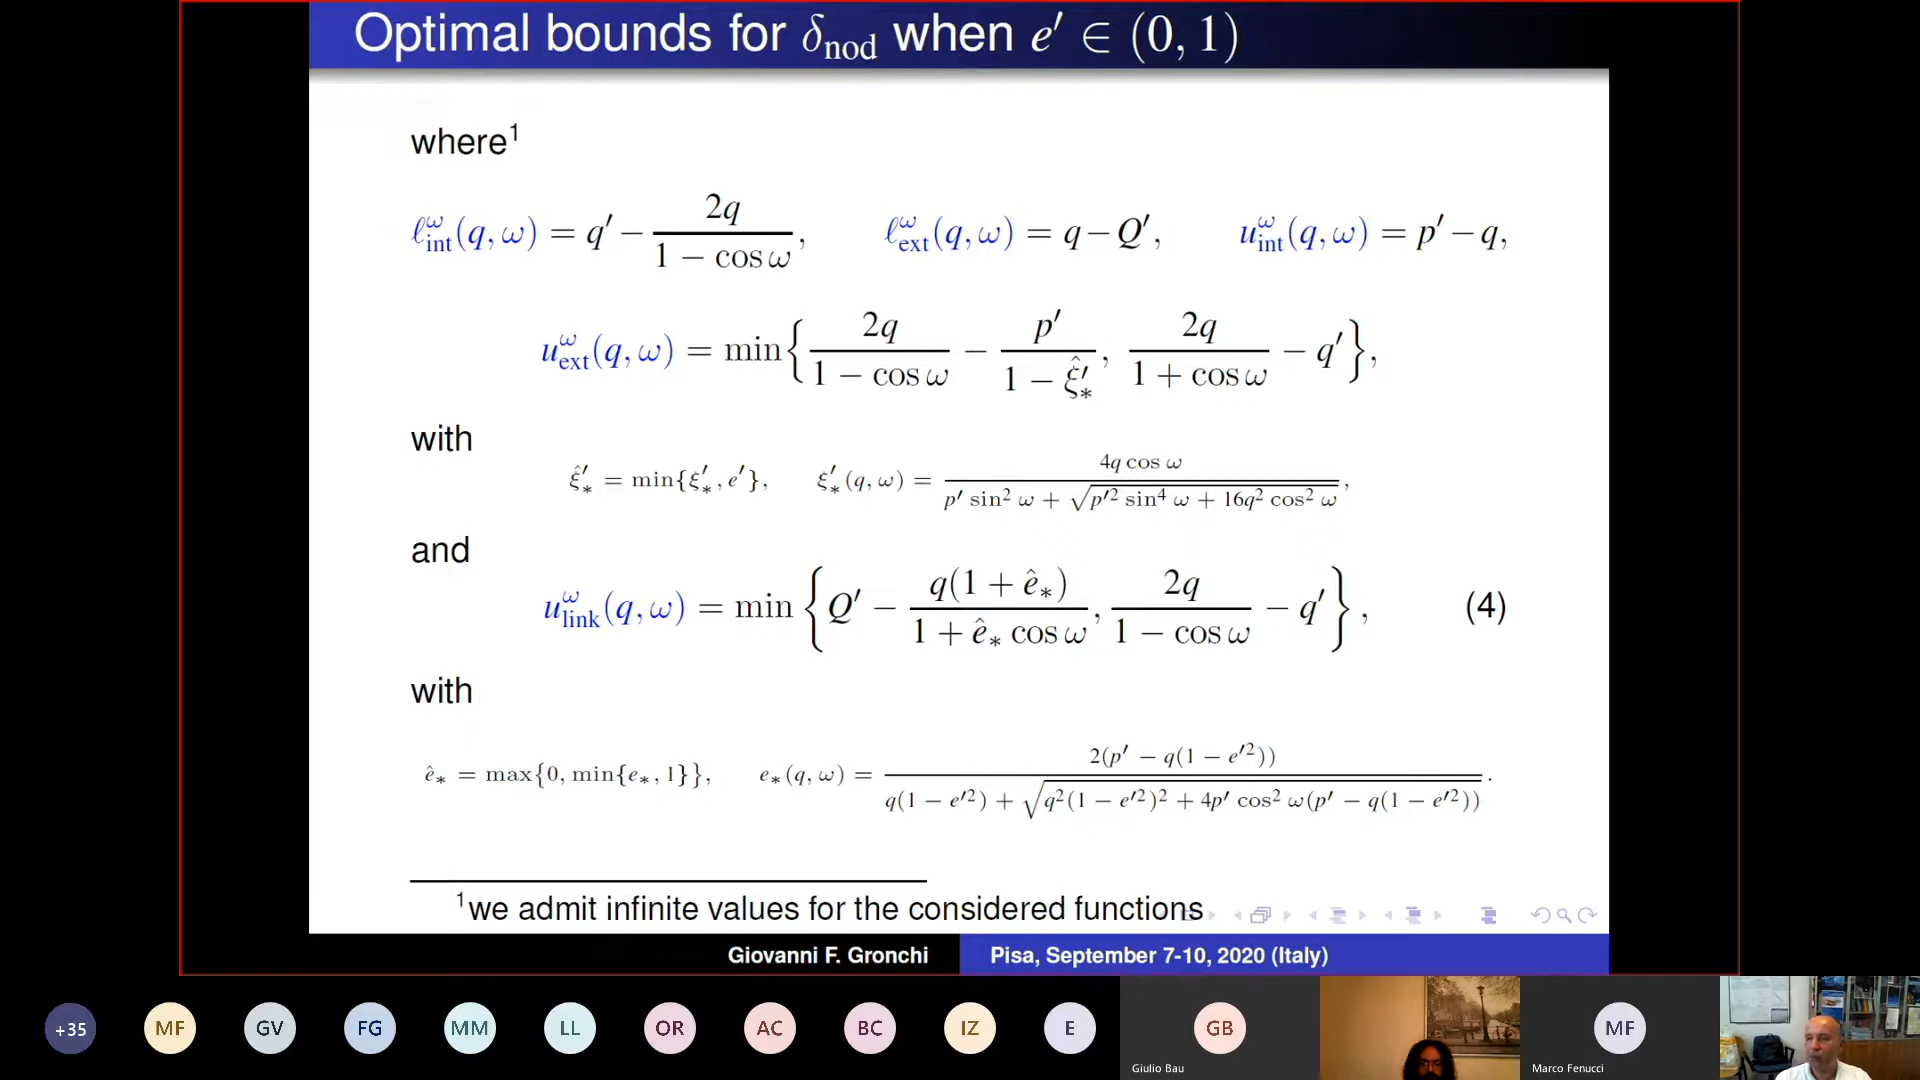 Optimal bounds for δ_nod when e′ ∈ (0, 1)
where¹
ℓ^ω_int(q, ω) = q′ − 2q / (1 − cos ω), ℓ^ω_ext(q, ω) = q − Q′, u^ω_int(q, ω) = p′ − q,
u^ω_ext(q, ω) = min{ 2q / (1 − cos ω) − p′ / (1 − ξ̂′_*), 2q / (1 + cos ω) − q′ },
with
ξ̂′_* = min{ξ′_*, e′}, ξ′_*(q, ω) = 4q cos ω / (p′ sin² ω + √(p′² sin⁴ ω + 16q² cos² ω)),
and
u^ω_link(q, ω) = min { Q′ − q(1 + ê_*) / (1 + ê_* cos ω), 2q / (1 − cos ω) − q′ }, (4)
with
ê_* = max{0, min{e_*, 1}}, e_*(q, ω) = 2(p′ − q(1 − e′²)) / (q(1 − e′²) + √(q²(1 − e′²)² + 4p′ cos² ω(p′ − q(1 − e′²)))).
¹we admit infinite values for the considered functions
Giovanni F. Gronchi Pisa, September 7-10, 2020 (Italy)
+35 MF GV FG MM LL OR AC BC IZ E GB MF
Giulio Bau Marco Fenucci